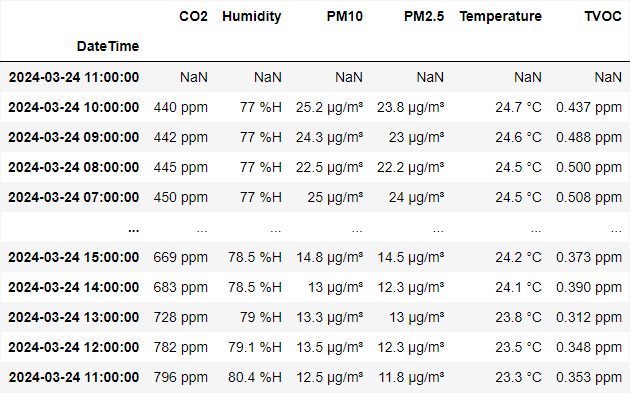 CO2 Humidity PM10 PM2.5 Temperature TVOC
DateTime
2024-03-24 11:00:00 NaN NaN NaN NaN NaN NaN
2024-03-24 10:00:00 440 ppm 77 %H 25.2 µg/m³ 23.8 µg/m³ 24.7 °C 0.437 ppm
2024-03-24 09:00:00 442 ppm 77 %H 24.3 µg/m³ 23 µg/m³ 24.6 °C 0.488 ppm
2024-03-24 08:00:00 445 ppm 77 %H 22.5 µg/m³ 22.2 µg/m³ 24.5 °C 0.500 ppm
2024-03-24 07:00:00 450 ppm 77 %H 25 µg/m³ 24 µg/m³ 24.5 °C 0.508 ppm
... ... ... ... ... ... ...
2024-03-24 15:00:00 669 ppm 78.5 %H 14.8 µg/m³ 14.5 µg/m³ 24.2 °C 0.373 ppm
2024-03-24 14:00:00 683 ppm 78.5 %H 13 µg/m³ 12.3 µg/m³ 24.1 °C 0.390 ppm
2024-03-24 13:00:00 728 ppm 79 %H 13.3 µg/m³ 13 µg/m³ 23.8 °C 0.312 ppm
2024-03-24 12:00:00 782 ppm 79.1 %H 13.5 µg/m³ 12.3 µg/m³ 23.5 °C 0.348 ppm
2024-03-24 11:00:00 796 ppm 80.4 %H 12.5 µg/m³ 11.8 µg/m³ 23.3 °C 0.353 ppm